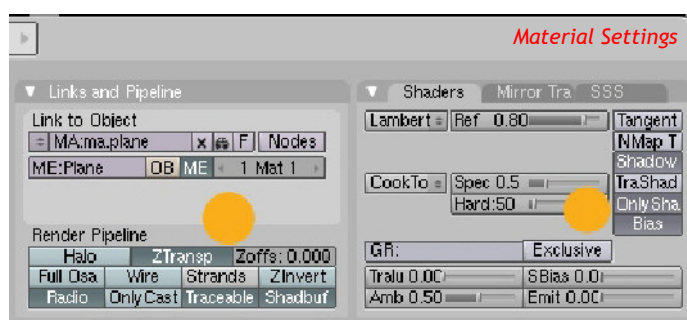 Material Settings
Links and Pipeline
Link to Object
MA:ma.plane X F Nodes
ME:Plane OB ME 1 Mat 1
Render Pipeline
Halo ZTransp Zoffs: 0.000
Full Osa Wire Strands ZInvert
Radio OnlyCast Traceable Shadbuf
Shaders Mirror Tra SSS
Lambert Ref 0.80 Tangent
NMap T
Shadow
CookTo Spec 0.5 TraShad
Hard:50 OnlySha
Bias
GR: Exclusive
Tralu 0.00 SBias 0.0
Amb 0.50 Emit 0.00